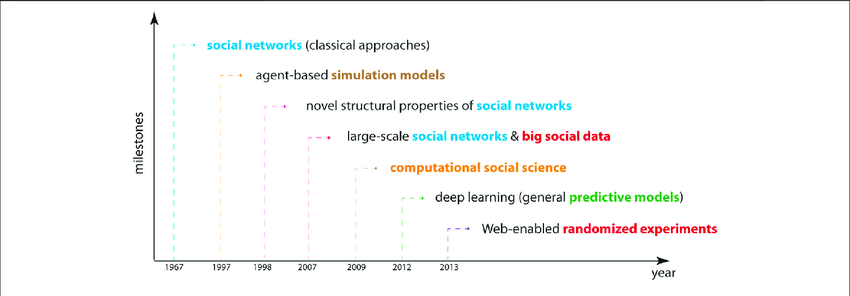 social networks (classical approaches)
agent-based simulation models
novel structural properties of social networks
large-scale social networks & big social data
computational social science
deep learning (general predictive models)
Web-enabled randomized experiments
milestones
1967 1997 1998 2007 2009 2012 2013
year